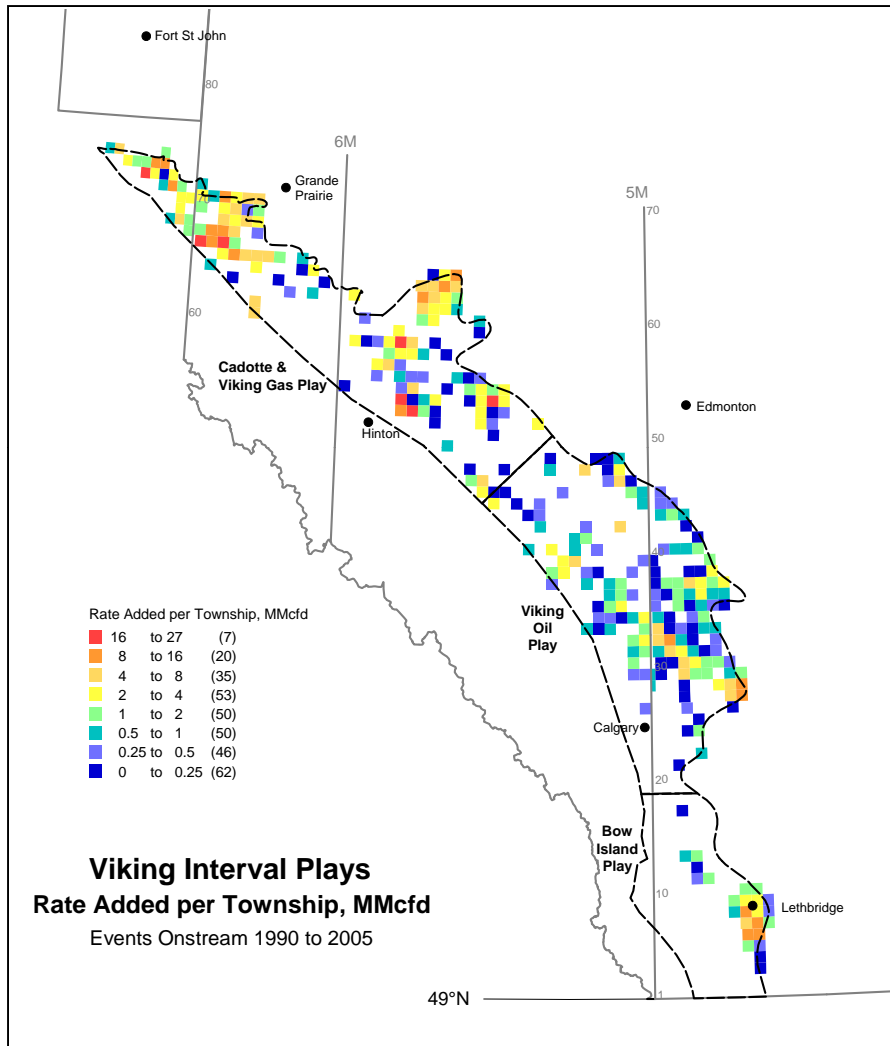 Fort St John
80
6M
Grande
Prairie
70
5M
70
60
60
Cadotte &
Viking Gas Play
Edmonton
Hinton
50
40
Viking
Oil
Play
Rate Added per Township, MMcfd
16 to 27 (7)
8 to 16 (20)
4 to 8 (35)
2 to 4 (53)
1 to 2 (50)
0.5 to 1 (50)
0.25 to 0.5 (46)
0 to 0.25 (62)
30
Calgary
20
Bow
Island
Play
Viking Interval Plays
Rate Added per Township, MMcfd
Events Onstream 1990 to 2005
10
Lethbridge
49°N
1